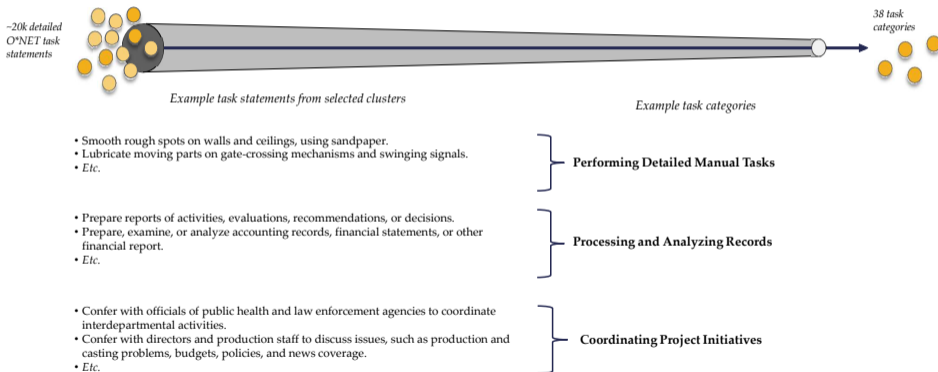 ~20k detailed
O*NET task
statements
38 task
categories
Example task statements from selected clusters
Example task categories
• Smooth rough spots on walls and ceilings, using sandpaper.
• Lubricate moving parts on gate-crossing mechanisms and swinging signals.
• Etc.
Performing Detailed Manual Tasks
• Prepare reports of activities, evaluations, recommendations, or decisions.
• Prepare, examine, or analyze accounting records, financial statements, or other
financial report.
• Etc.
Processing and Analyzing Records
• Confer with officials of public health and law enforcement agencies to coordinate
interdepartmental activities.
• Confer with directors and production staff to discuss issues, such as production and
casting problems, budgets, policies, and news coverage.
• Etc.
Coordinating Project Initiatives